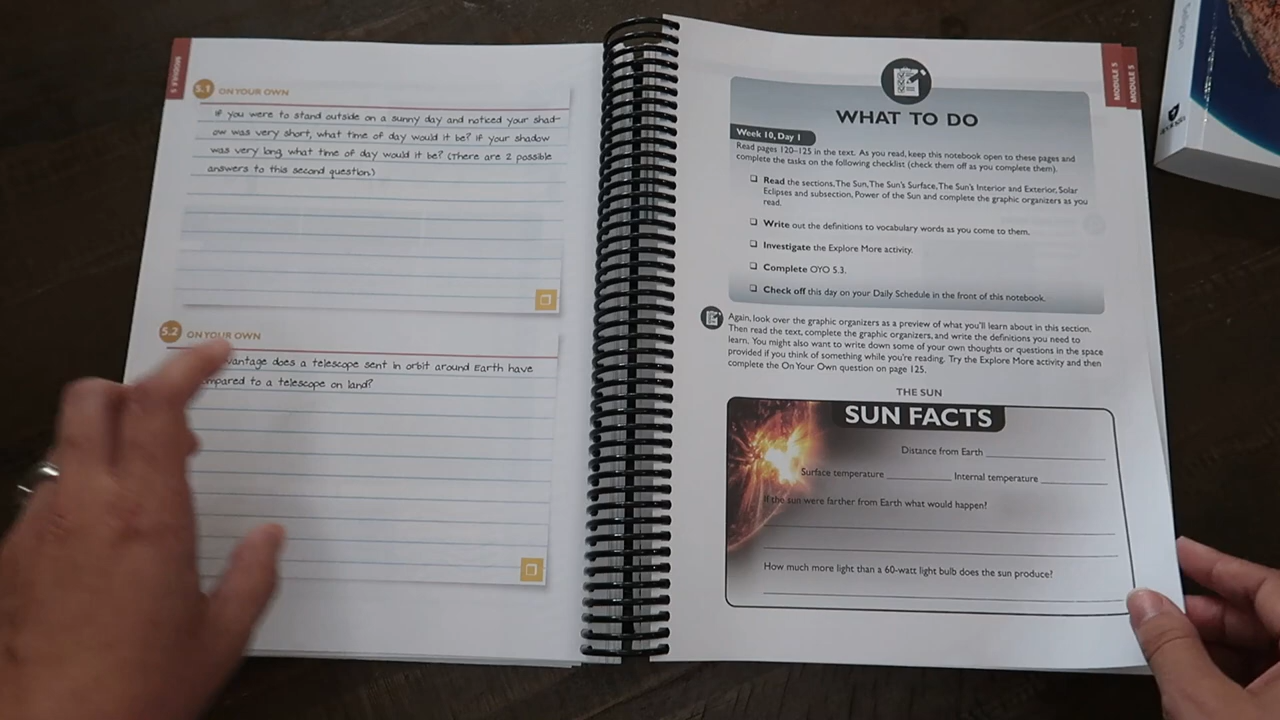 MODULE 5
5.1 ON YOUR OWN
If you were to stand outside on a sunny day and noticed your shad-
ow was very short, what time of day would it be? If your shadow
was very long, what time of day would it be? (There are 2 possible
answers to this second question.)
5.2 ON YOUR OWN
vantage does a telescope sent in orbit around Earth have
mpared to a telescope on land?
MODULE 5
MODULE 5
WHAT TO DO
Week 10, Day 1
Read pages 120–125 in the text. As you read, keep this notebook open to these pages and
complete the tasks on the following checklist (check them off as you complete them).
Read the sections, The Sun, The Sun's Surface, The Sun's Interior and Exterior, Solar
Eclipses and subsection, Power of the Sun and complete the graphic organizers as you
read.
Write out the definitions to vocabulary words as you come to them.
Investigate the Explore More activity.
Complete OYO 5.3.
Check off this day on your Daily Schedule in the front of this notebook.
Again, look over the graphic organizers as a preview of what you'll learn about in this section.
Then read the text, complete the graphic organizers, and write the definitions you need to
learn. You might also want to write down some of your own thoughts or questions in the space
provided if you think of something while you're reading. Try the Explore More activity and then
complete the On Your Own question on page 125.
THE SUN
SUN FACTS
Distance from Earth
Surface temperature Internal temperature
If the sun were farther from Earth what would happen?
How much more light than a 60-watt light bulb does the sun produce?